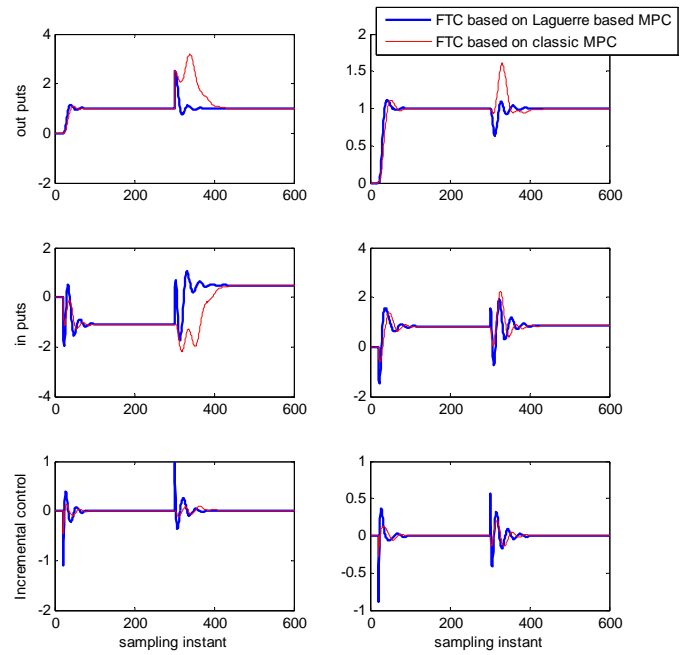 FTC based on Laguerre based MPC
FTC based on classic MPC
out puts
4
2
0
-2
0 200 400 600
2
1.5
1
0.5
0
0 200 400 600
in puts
2
0
-2
-4
0 200 400 600
4
2
0
-2
0 200 400 600
Incremental control
1
0
-1
-2
0 200 400 600
sampling instant
1
0.5
0
-0.5
-1
0 200 400 600
sampling instant